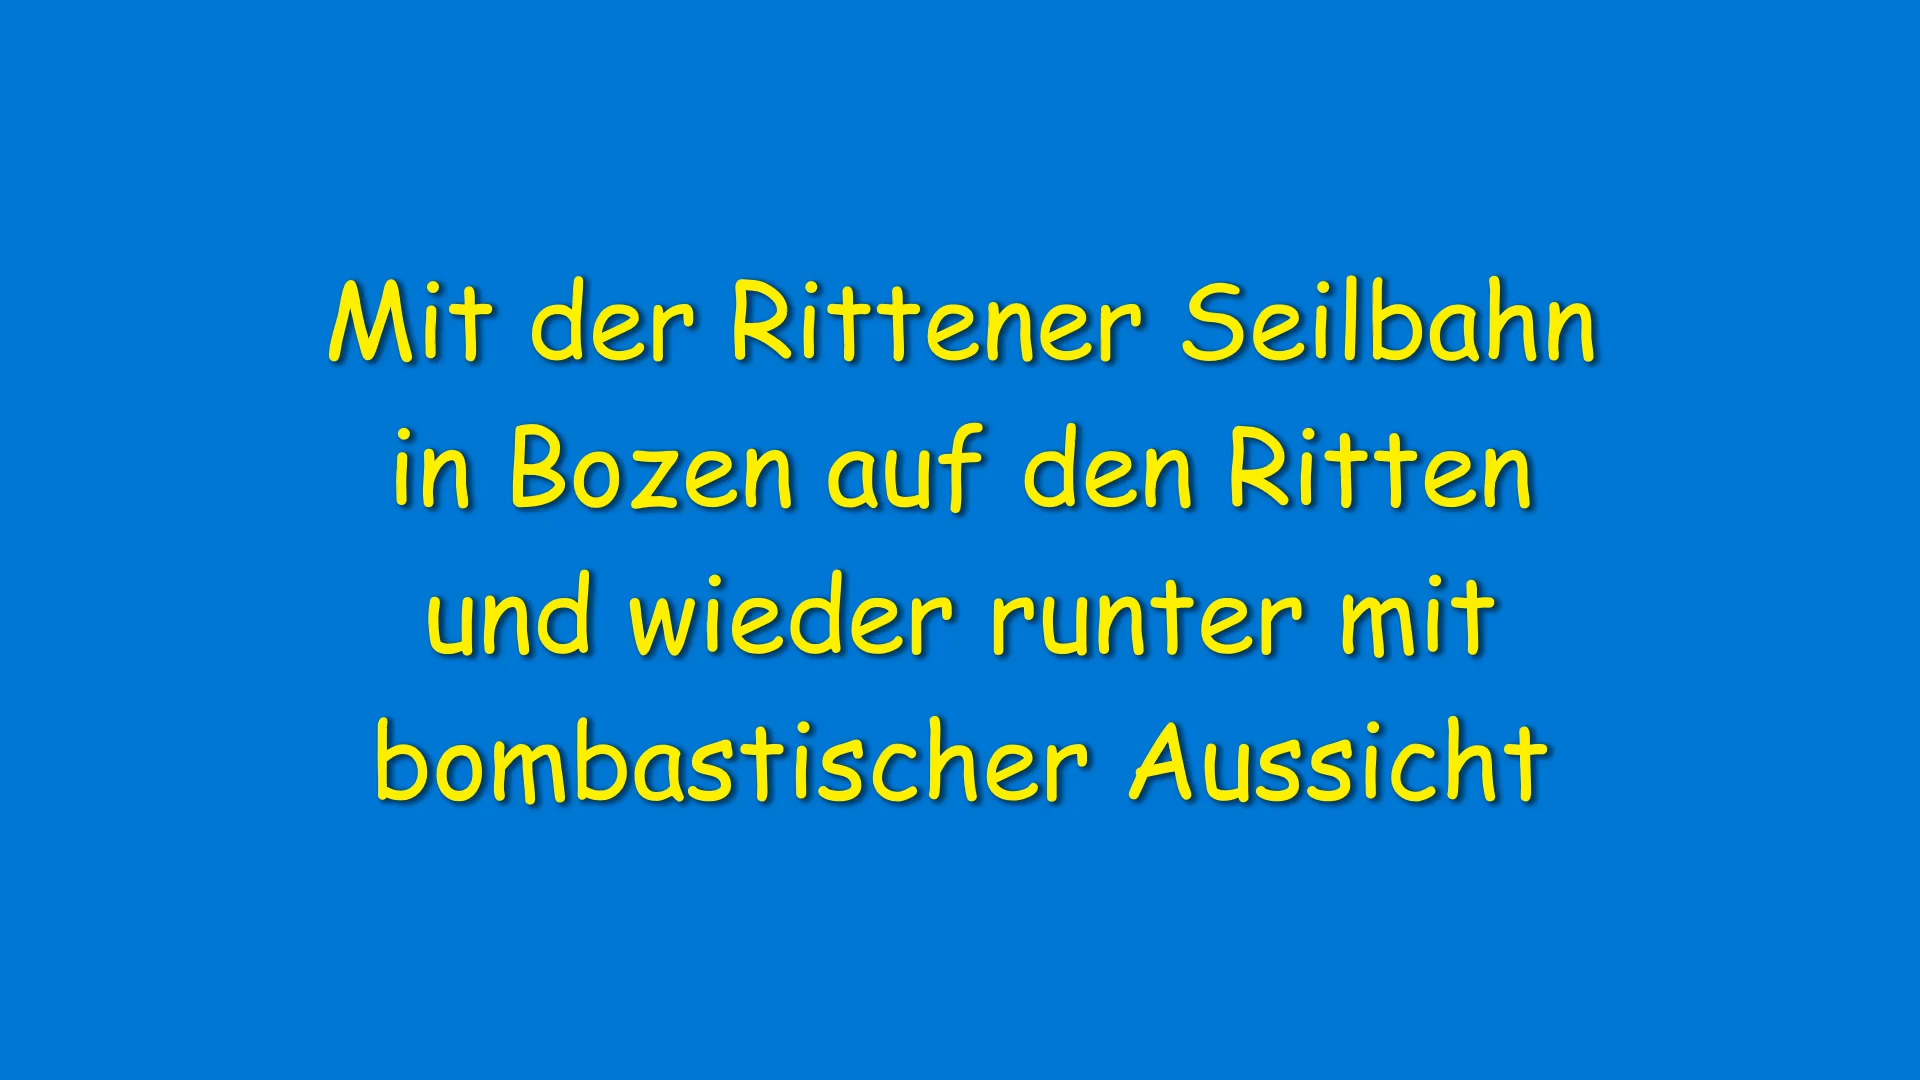 Mit der Rittener Seilbahn
in Bozen auf den Ritten
und wieder runter mit
bombastischer Aussicht